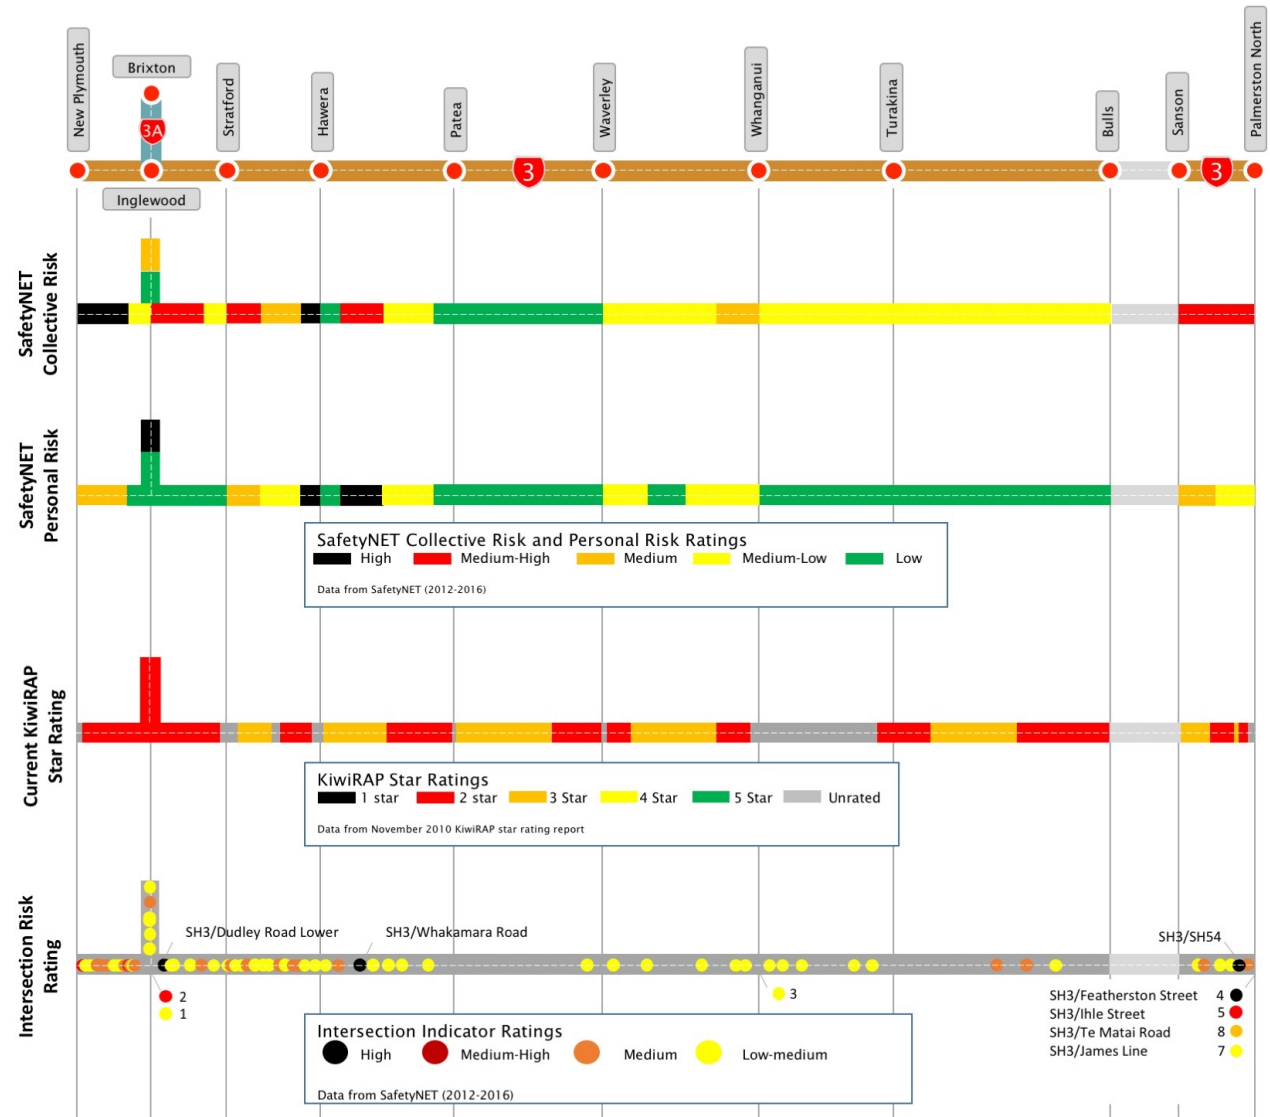 New Plymouth
Brixton
3A
Stratford
Hawera
Patea
Waverley
Whanganui
Turakina
Bulls
Sanson
Palmerston North
3
3
Inglewood
SafetyNET
Collective Risk
SafetyNET
Personal Risk
SafetyNET Collective Risk and Personal Risk Ratings
High Medium-High Medium Medium-Low Low
Data from SafetyNET (2012-2016)
Current KiwiRAP
Star Rating
KiwiRAP Star Ratings
1 star 2 star 3 Star 4 Star 5 Star Unrated
Data from November 2010 KiwiRAP star rating report
Intersection Risk
Rating
SH3/Dudley Road Lower
SH3/Whakamara Road
SH3/SH54
2
1
3
SH3/Featherston Street 4
SH3/Ihle Street 5
SH3/Te Matai Road 8
SH3/James Line 7
Intersection Indicator Ratings
High Medium-High Medium Low-medium
Data from SafetyNET (2012-2016)